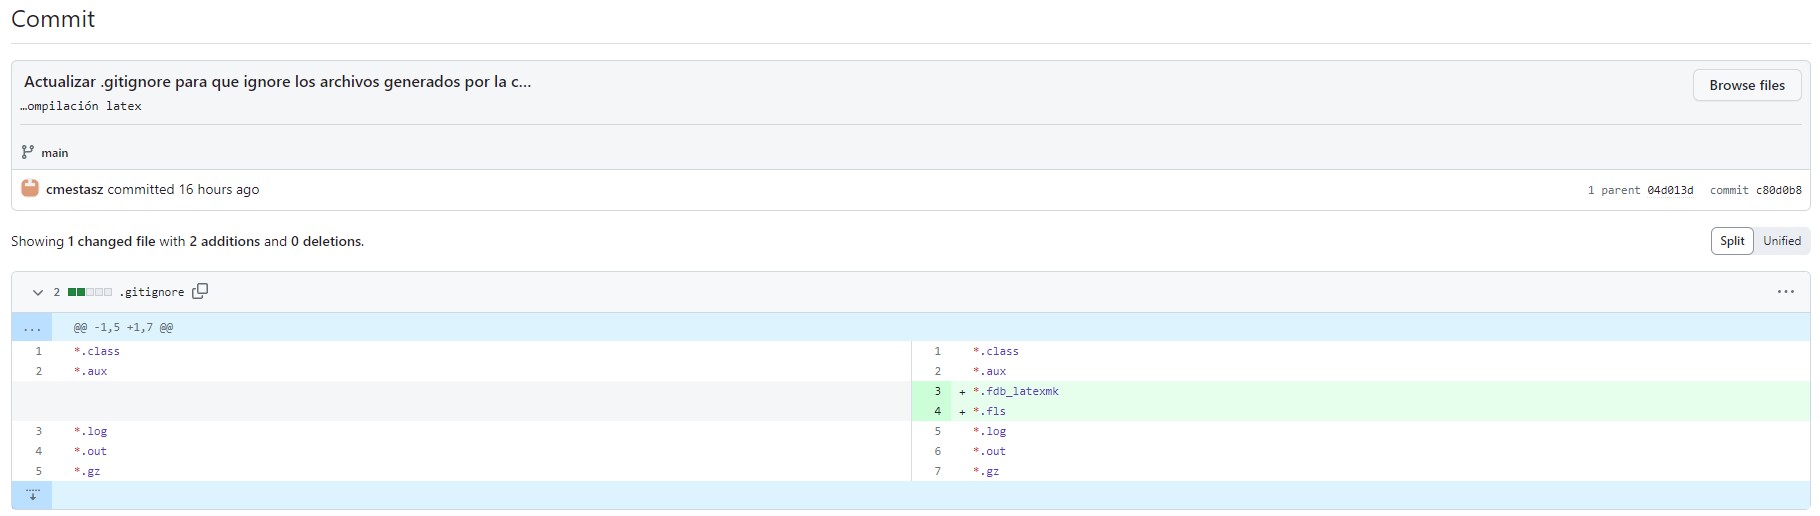 Commit
Actualizar .gitignore para que ignore los archivos generados por la c...
Browse files
…ompilación latex
main
cmestasz committed 16 hours ago
1 parent 04d013d commit c80d0b8
Showing 1 changed file with 2 additions and 0 deletions.
Split Unified
2 .gitignore
...
@@ -1,5 +1,7 @@
1 *.class 1 *.class
2 *.aux 2 *.aux
3 + *.fdb_latexmk
4 + *.fls
3 *.log 5 *.log
4 *.out 6 *.out
5 *.gz 7 *.gz